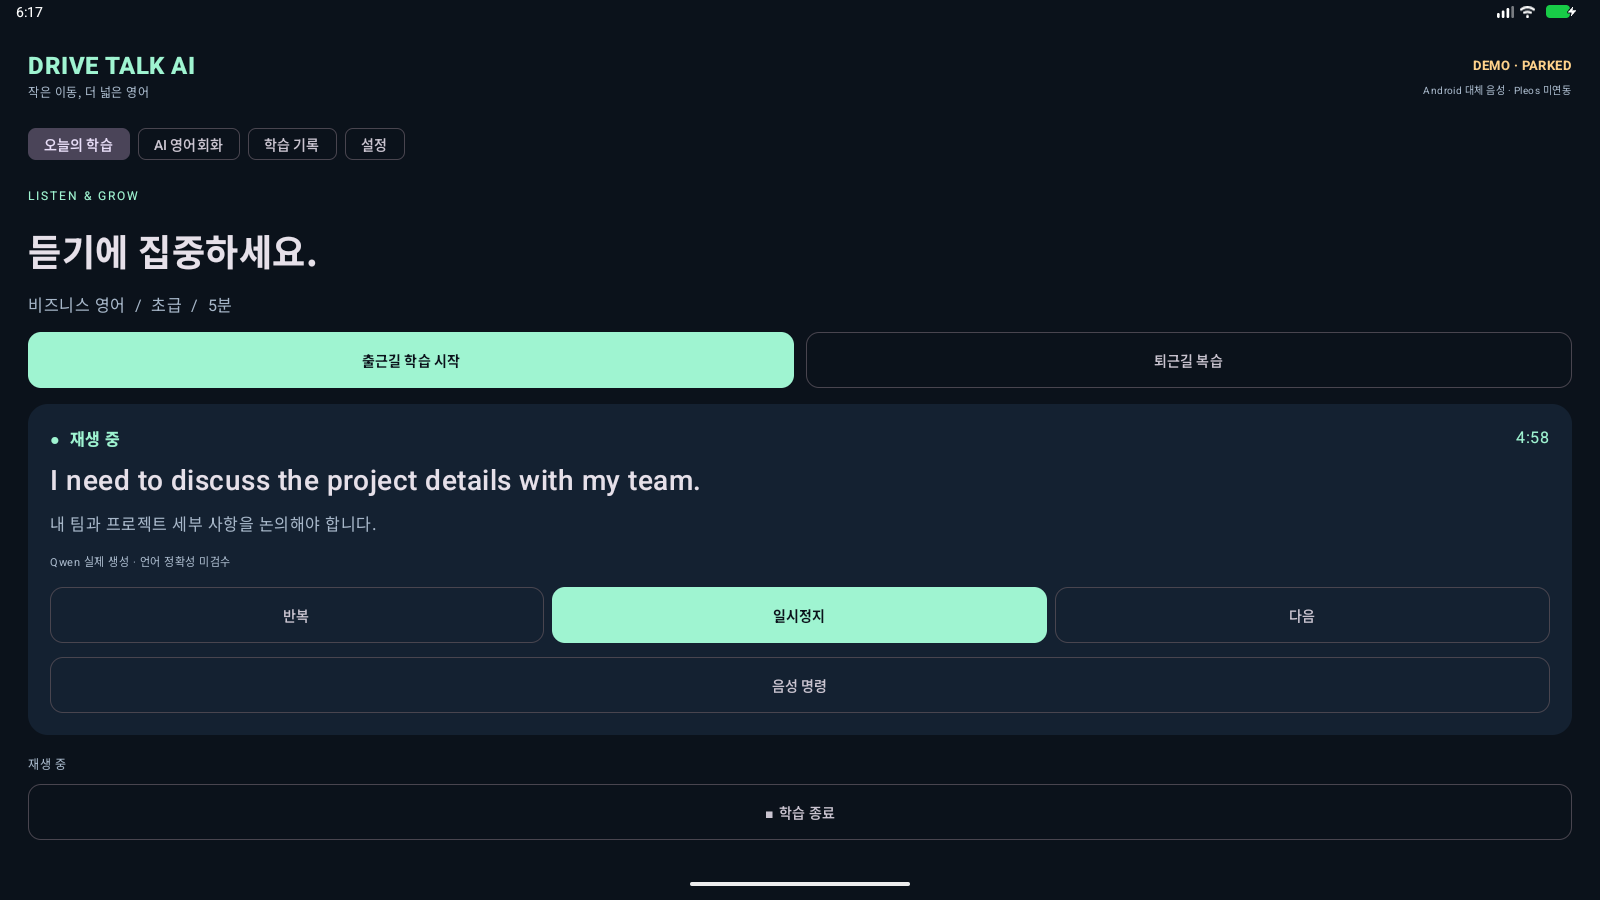 6:17
DRIVE TALK AI
작은 이동, 더 넓은 영어
DEMO · PARKED
Android 대체 음성 · Pleos 미연동
오늘의 학습
AI 영어회화
학습 기록
설정
LISTEN & GROW
듣기에 집중하세요.
비즈니스 영어 / 초급 / 5분
출근길 학습 시작
퇴근길 복습
● 재생 중
4:58
I need to discuss the project details with my team.
내 팀과 프로젝트 세부 사항을 논의해야 합니다.
Qwen 실제 생성 · 언어 정확성 미검수
반복
일시정지
다음
음성 명령
재생 중
■ 학습 종료